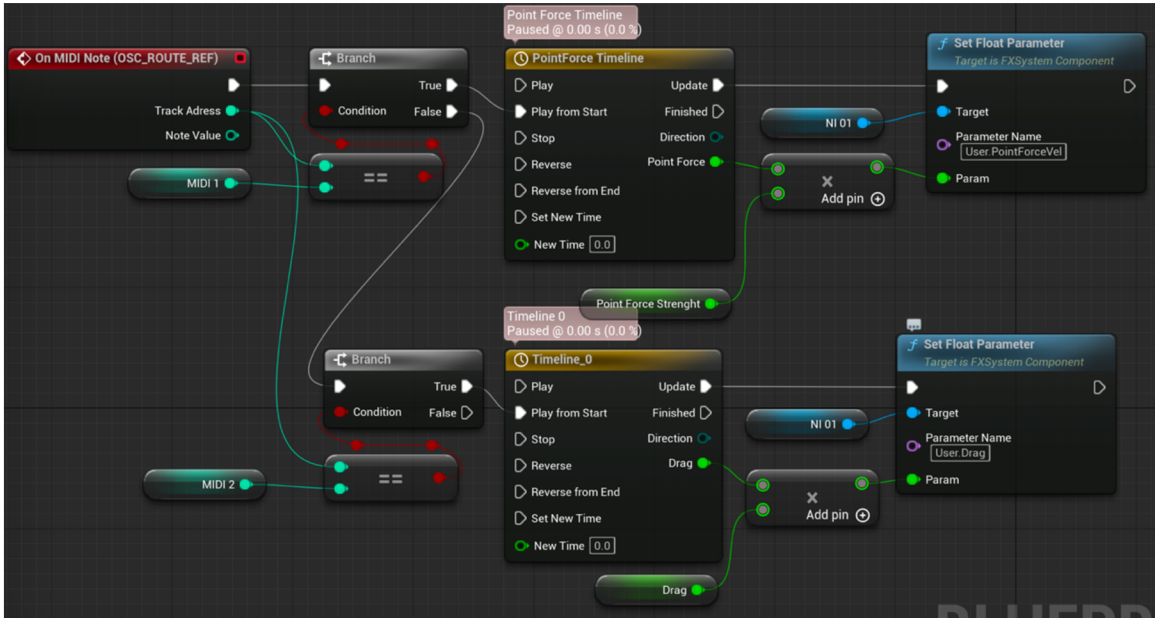 On MIDI Note (OSC_ROUTE_REF)
Track Adress
Note Value
MIDI 1
Branch
True
Condition
False
==
Point Force Timeline
Paused @ 0.00 s (0.0 %)
PointForce Timeline
Play
Update
Play from Start
Finished
Stop
Direction
Reverse
Point Force
Reverse from End
Set New Time
New Time 0.0
NI 01
×
Add pin
Point Force Strenght
Set Float Parameter
Target is FXSystem Component
Target
Parameter Name
User.PointForceVel
Param
Branch
True
Condition
False
==
MIDI 2
Timeline 0
Paused @ 0.00 s (0.0 %)
Timeline_0
Play
Update
Play from Start
Finished
Stop
Direction
Reverse
Drag
Reverse from End
Set New Time
New Time 0.0
NI 01
×
Add pin
Drag
Set Float Parameter
Target is FXSystem Component
Target
Parameter Name
User.Drag
Param